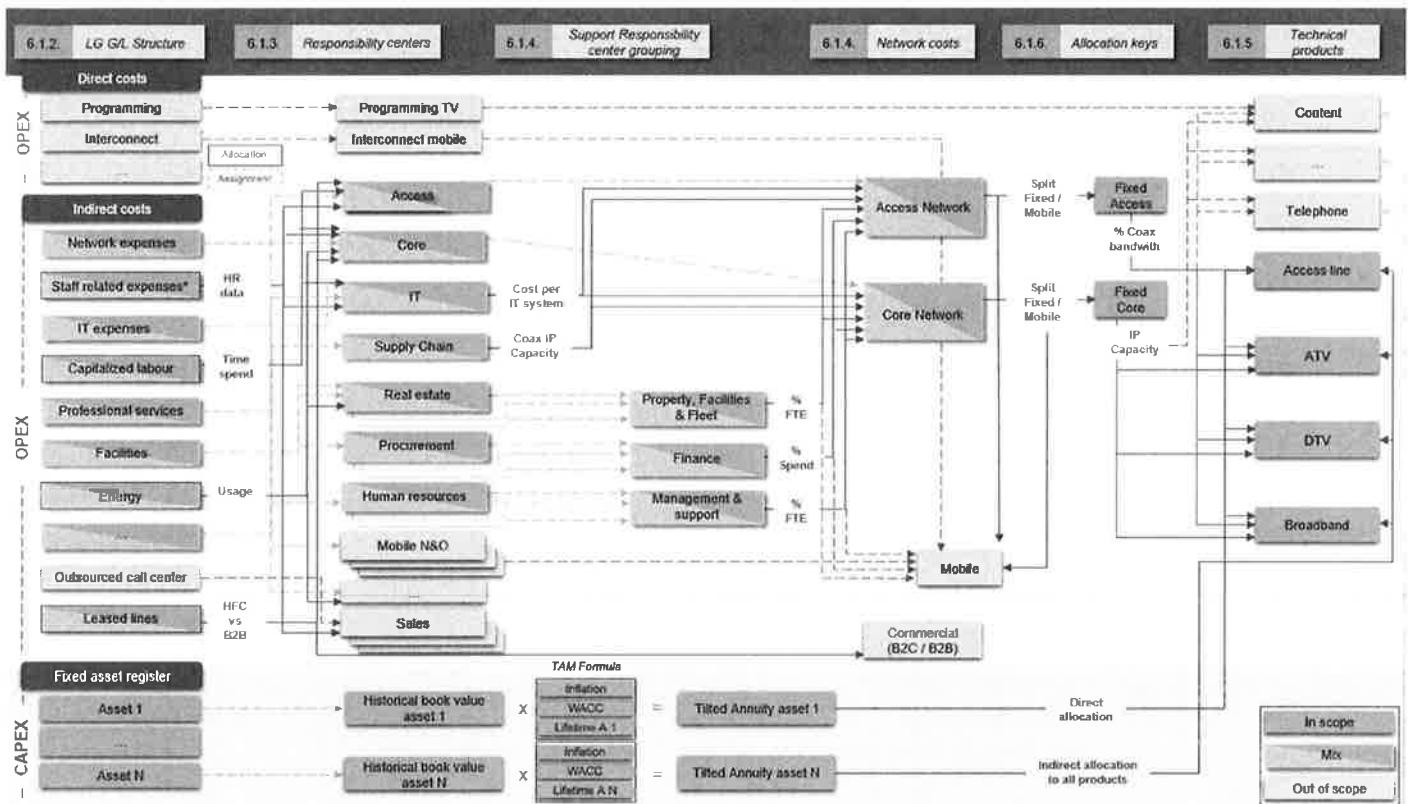 6.1.2. LG G/L Structure
6.1.3. Responsibility centers
6.1.4. Support Responsibility
center grouping
6.1.4. Network costs
6.1.6. Allocation keys
6.1.5 Technical
products
Direct costs
OPEX
Programming
Interconnect
...
Allocation
Assignment
Programming TV
Interconnect mobile
Content
...
Telephone
Indirect costs
OPEX
Network expenses
Staff related expenses*
IT expenses
Capitalized labour
Professional services
Facilities
Energy
...
Outsourced call center
Leased lines
HR
data
Time
spend
Usage
HFC
vs
B2B
Access
Core
IT
Supply Chain
Real estate
Procurement
Human resources
Mobile N&O
...
Sales
Cost per
IT system
Coax IP
Capacity
Property, Facilities
& Fleet
Finance
Management &
support
%
FTE
%
Spend
%
FTE
Access Network
Core Network
Mobile
Commercial
(B2C / B2B)
Split
Fixed /
Mobile
Split
Fixed /
Mobile
Fixed
Access
% Coax
bandwith
Fixed
Core
IP
Capacity
Access line
ATV
DTV
Broadband
Fixed asset register
CAPEX
Asset 1
...
Asset N
Historical book value
asset 1
Historical book value
asset N
TAM Formula
x
Inflation
WACC
Lifetime A 1
=
Tilted Annuity asset 1
x
Inflation
WACC
Lifetime A N
=
Tilted Annuity asset N
Direct
allocation
Indirect allocation
to all products
In scope
Mix
Out of scope